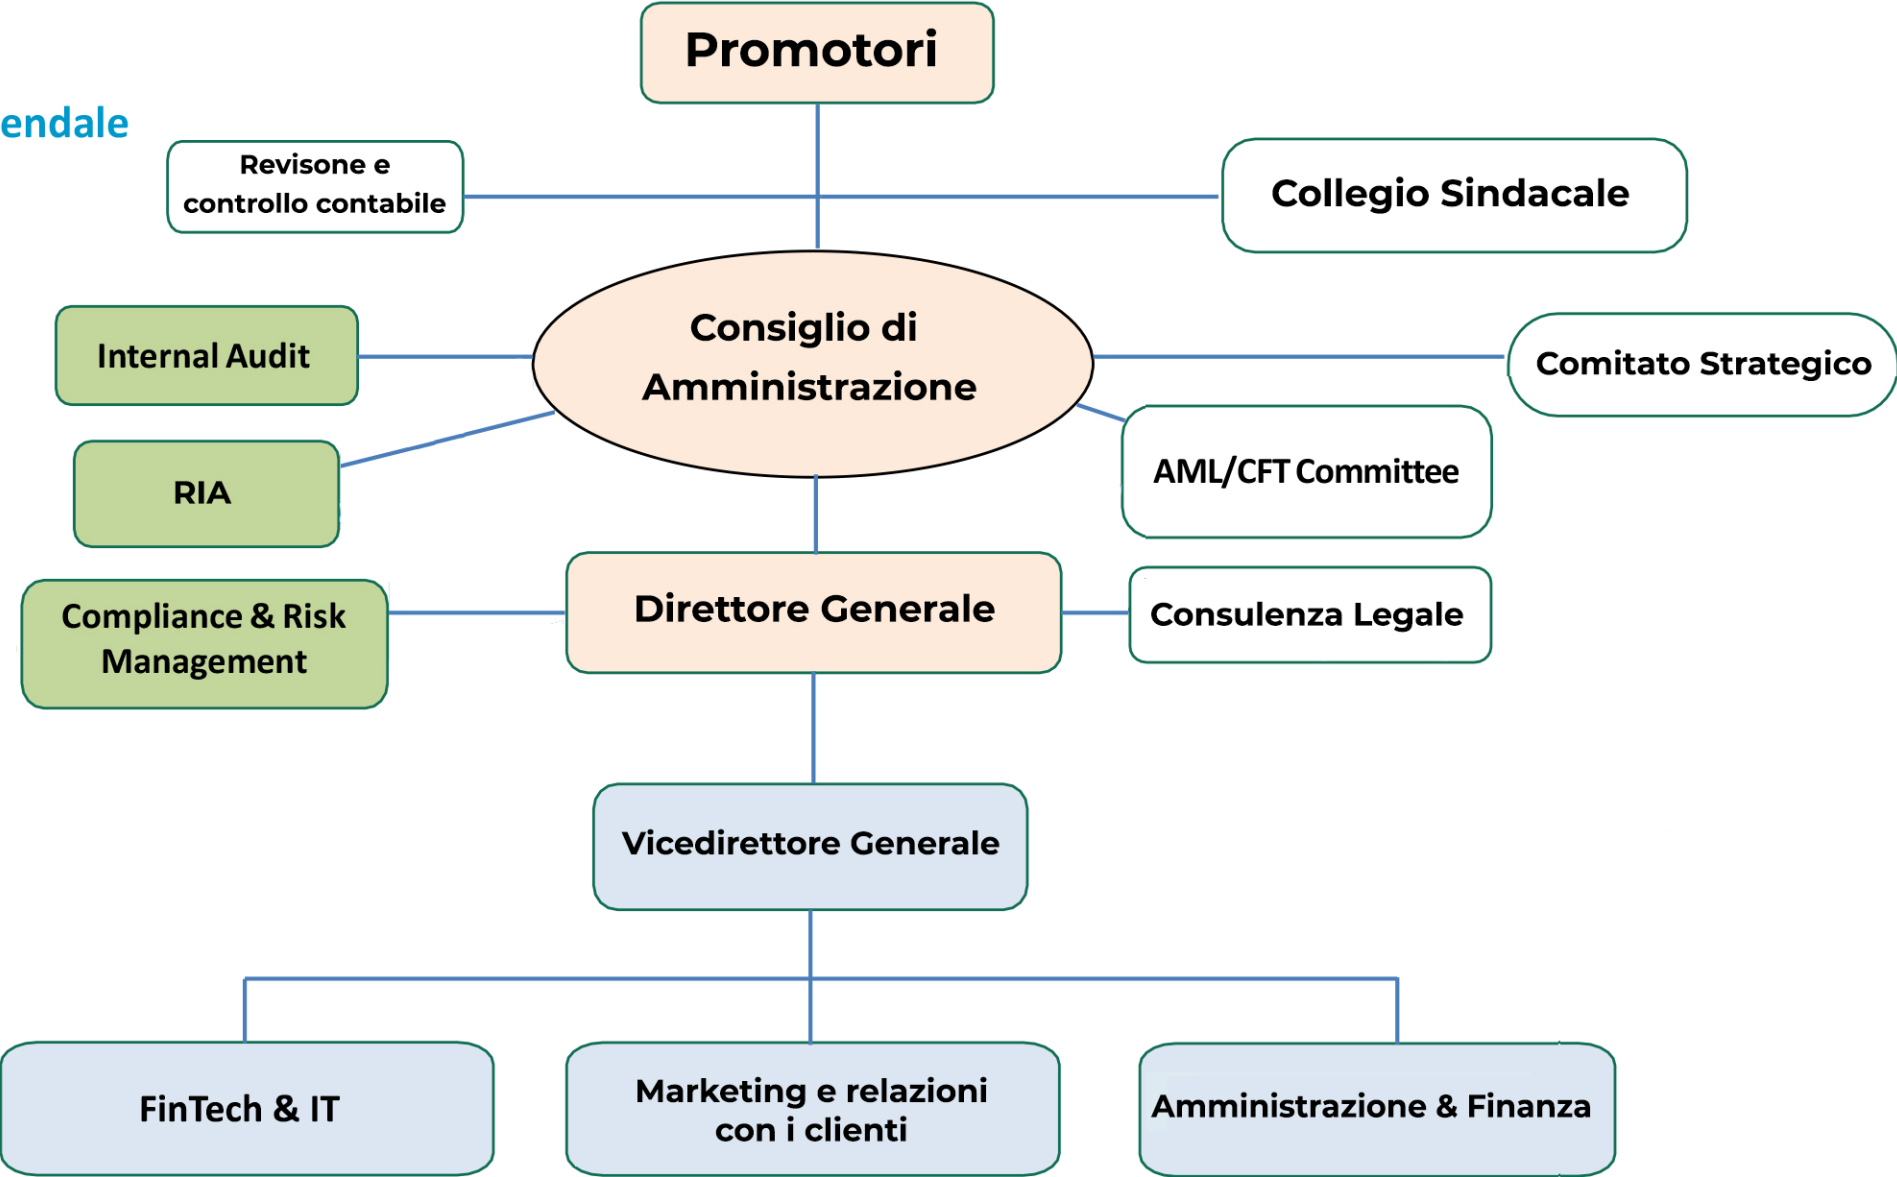 Promotori
endale
Revisone e
controllo contabile
Collegio Sindacale
Consiglio di
Amministrazione
Internal Audit
Comitato Strategico
RIA
AML/CFT Committee
Compliance & Risk
Management
Direttore Generale
Consulenza Legale
Vicedirettore Generale
FinTech & IT
Marketing e relazioni
con i clienti
Amministrazione & Finanza